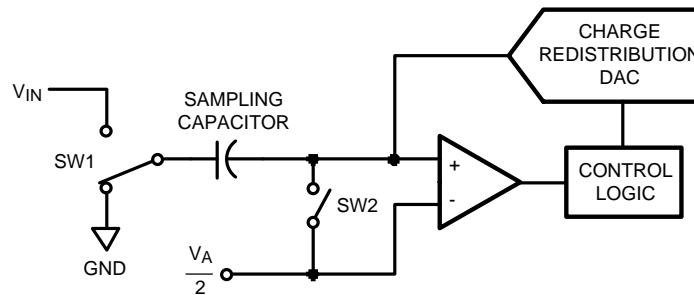 CHARGE
REDISTRIBUTION
DAC
VIN
SAMPLING
CAPACITOR
SW1
+
-
CONTROL
LOGIC
SW2
GND
VA
2